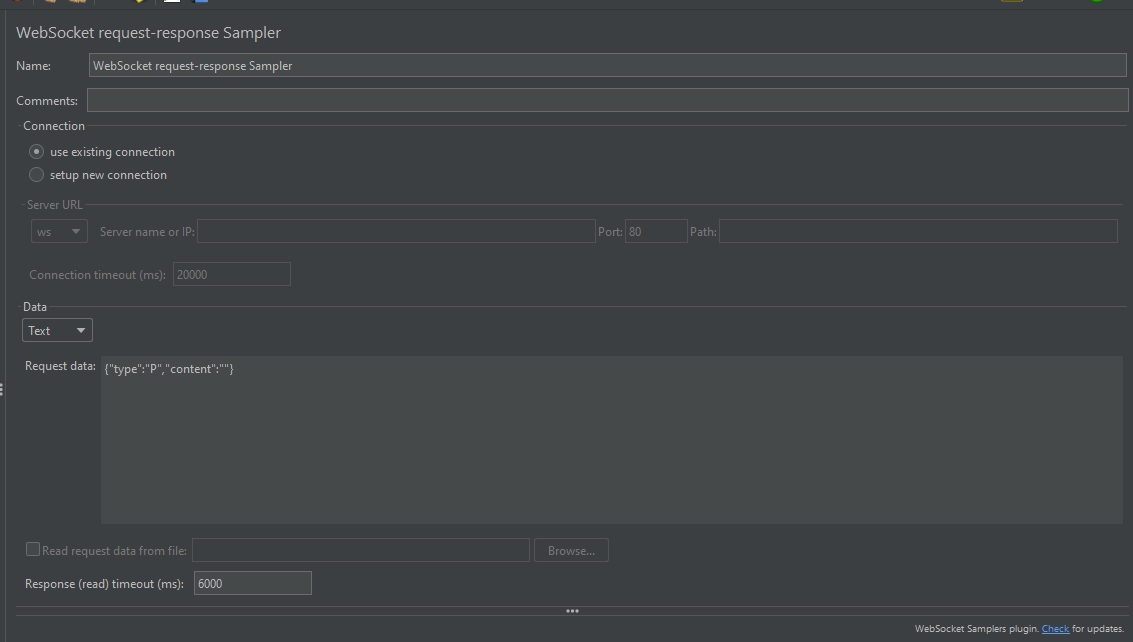 WebSocket request-response Sampler
Name: WebSocket request-response Sampler
Comments:
Connection
use existing connection
setup new connection
Server URL
ws Server name or IP: Port: 80 Path:
Connection timeout (ms): 20000
Data
Text
Request data: {"type":"P","content":""}
Read request data from file: Browse...
Response (read) timeout (ms): 6000
WebSocket Samplers plugin. Check for updates.